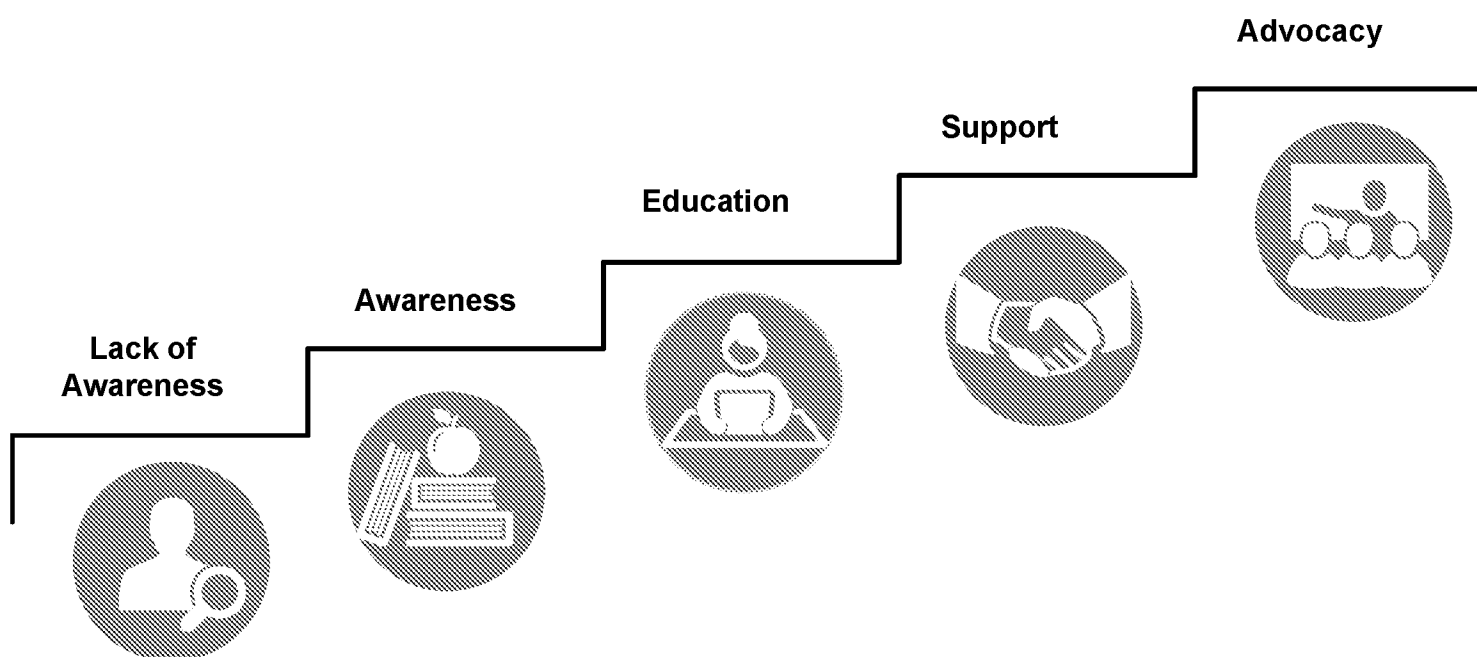 Advocacy
Support
Education
Awareness
Lack of
Awareness